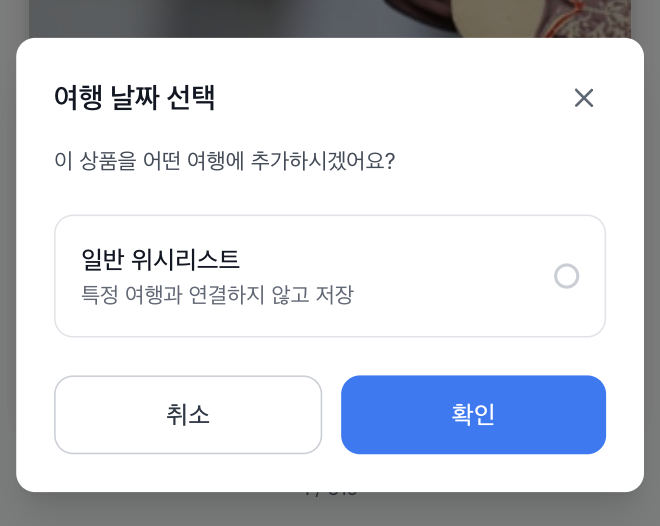 여행 날짜 선택
이 상품을 어떤 여행에 추가하시겠어요?
일반 위시리스트
특정 여행과 연결하지 않고 저장
취소
확인